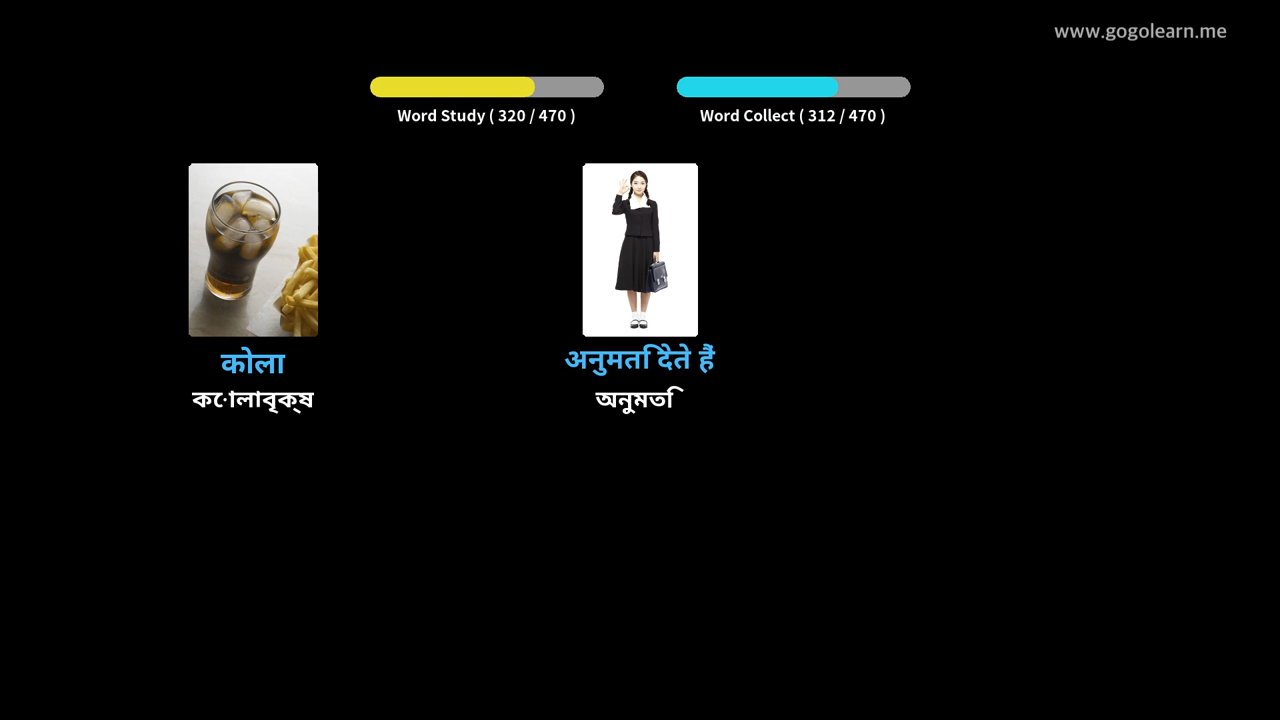 www.gogolearn.me
Word Study ( 320 / 470 )
Word Collect ( 312 / 470 )
कोला
अनुमति देते हैं
কোলাবৃক্ষ
অনুমতি